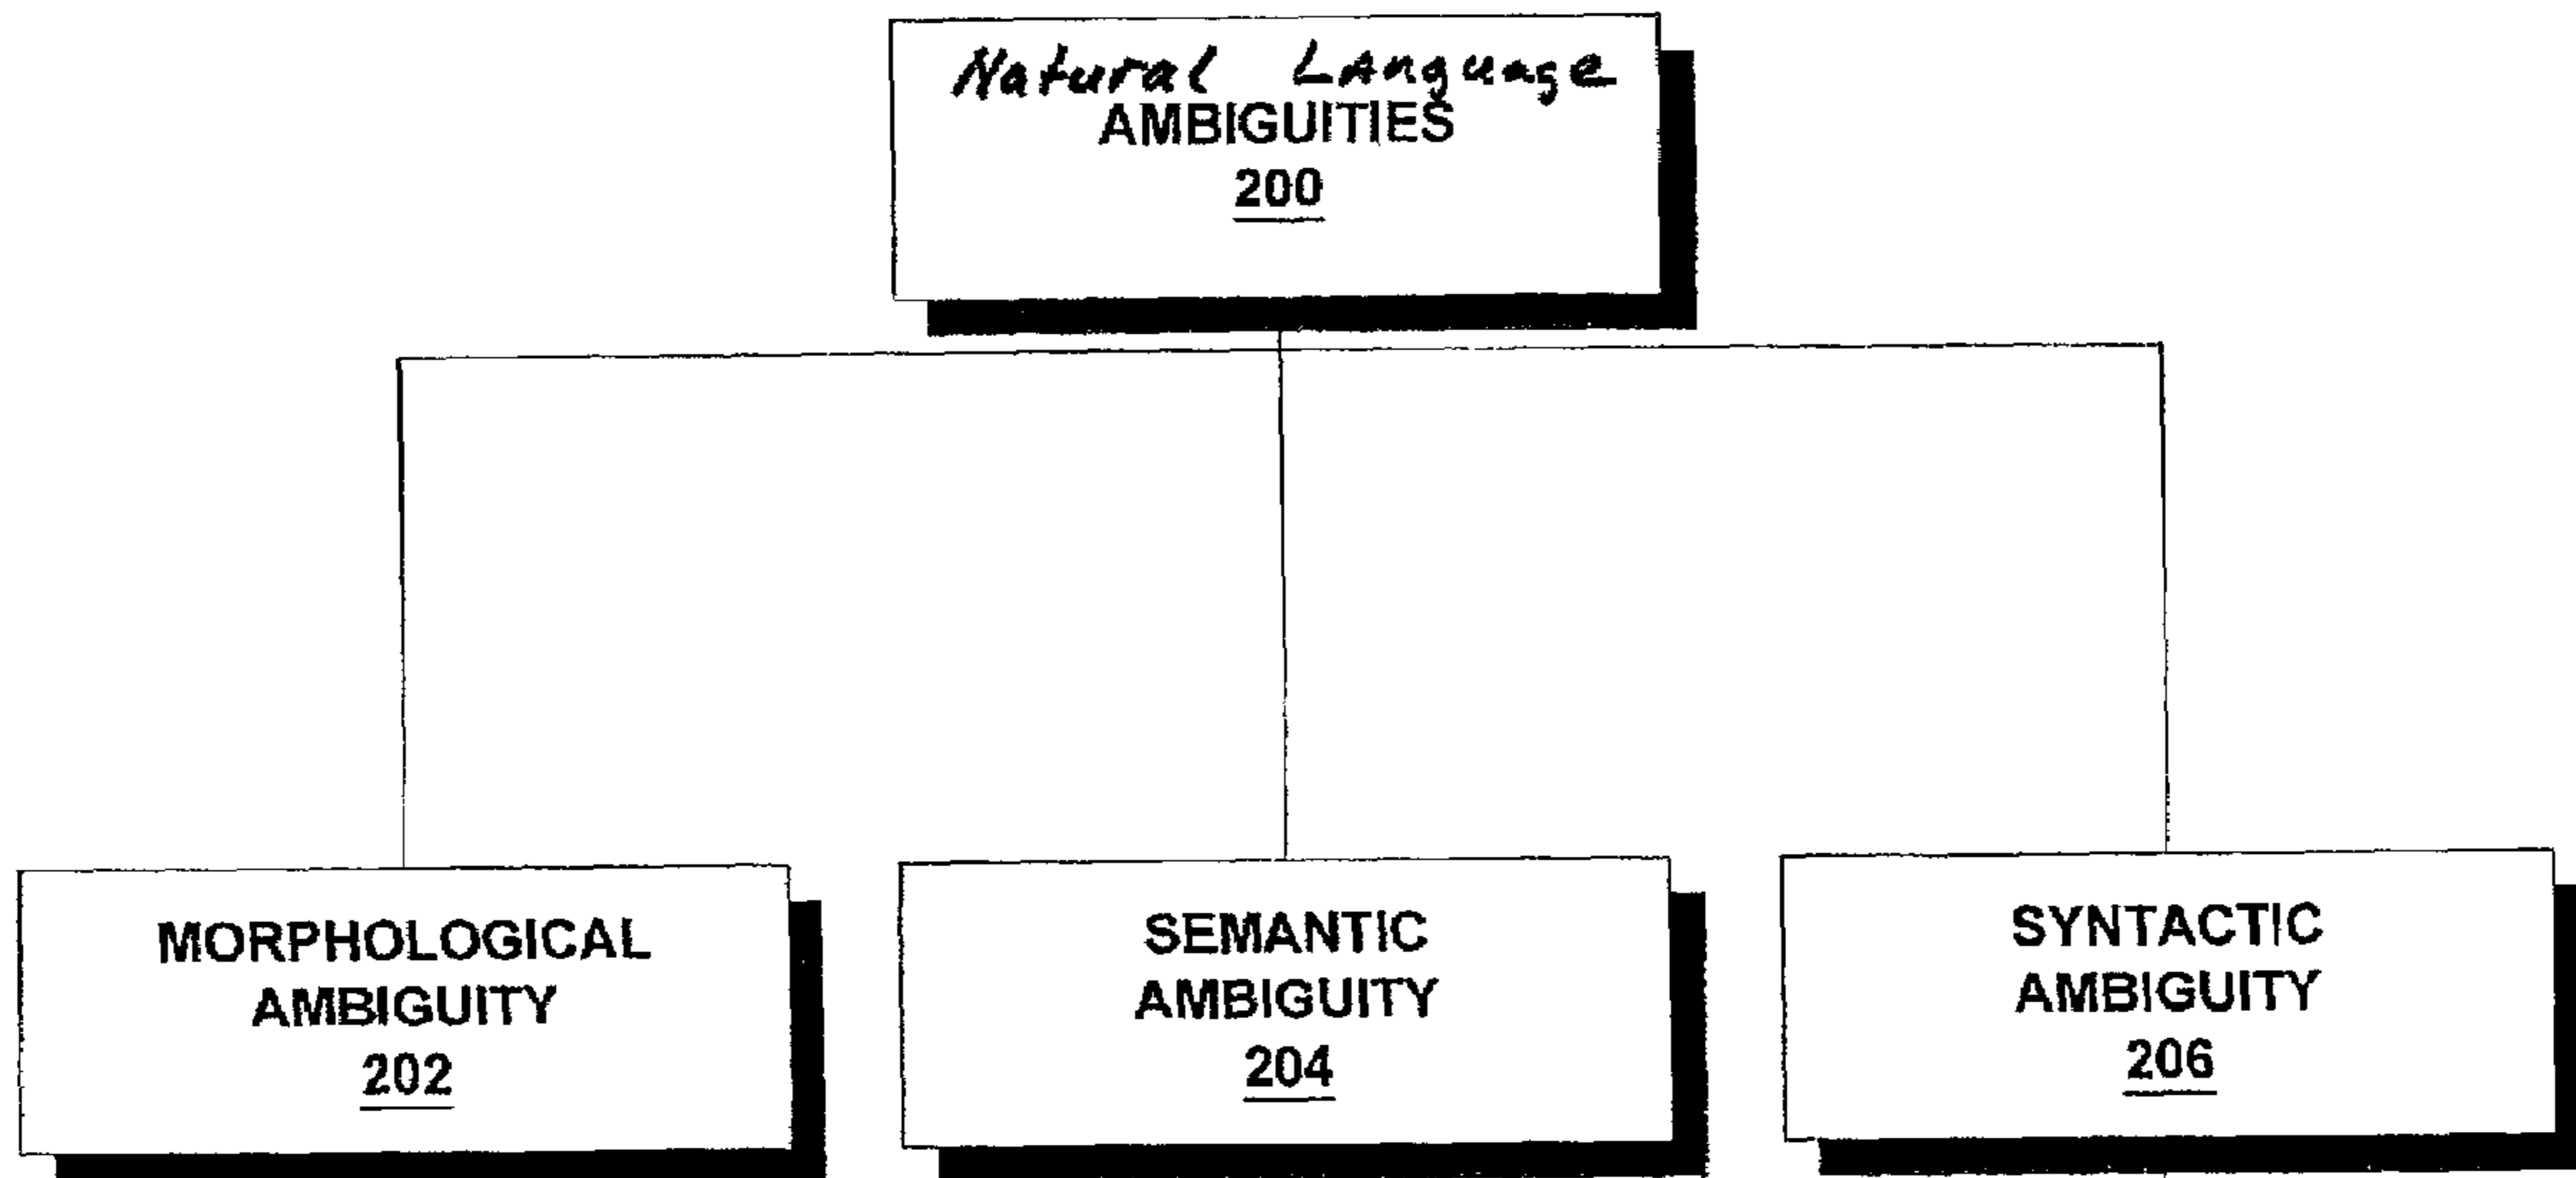 Natural Language
AMBIGUITIES
200
MORPHOLOGICAL
AMBIGUITY
202
SEMANTIC
AMBIGUITY
204
SYNTACTIC
AMBIGUITY
206